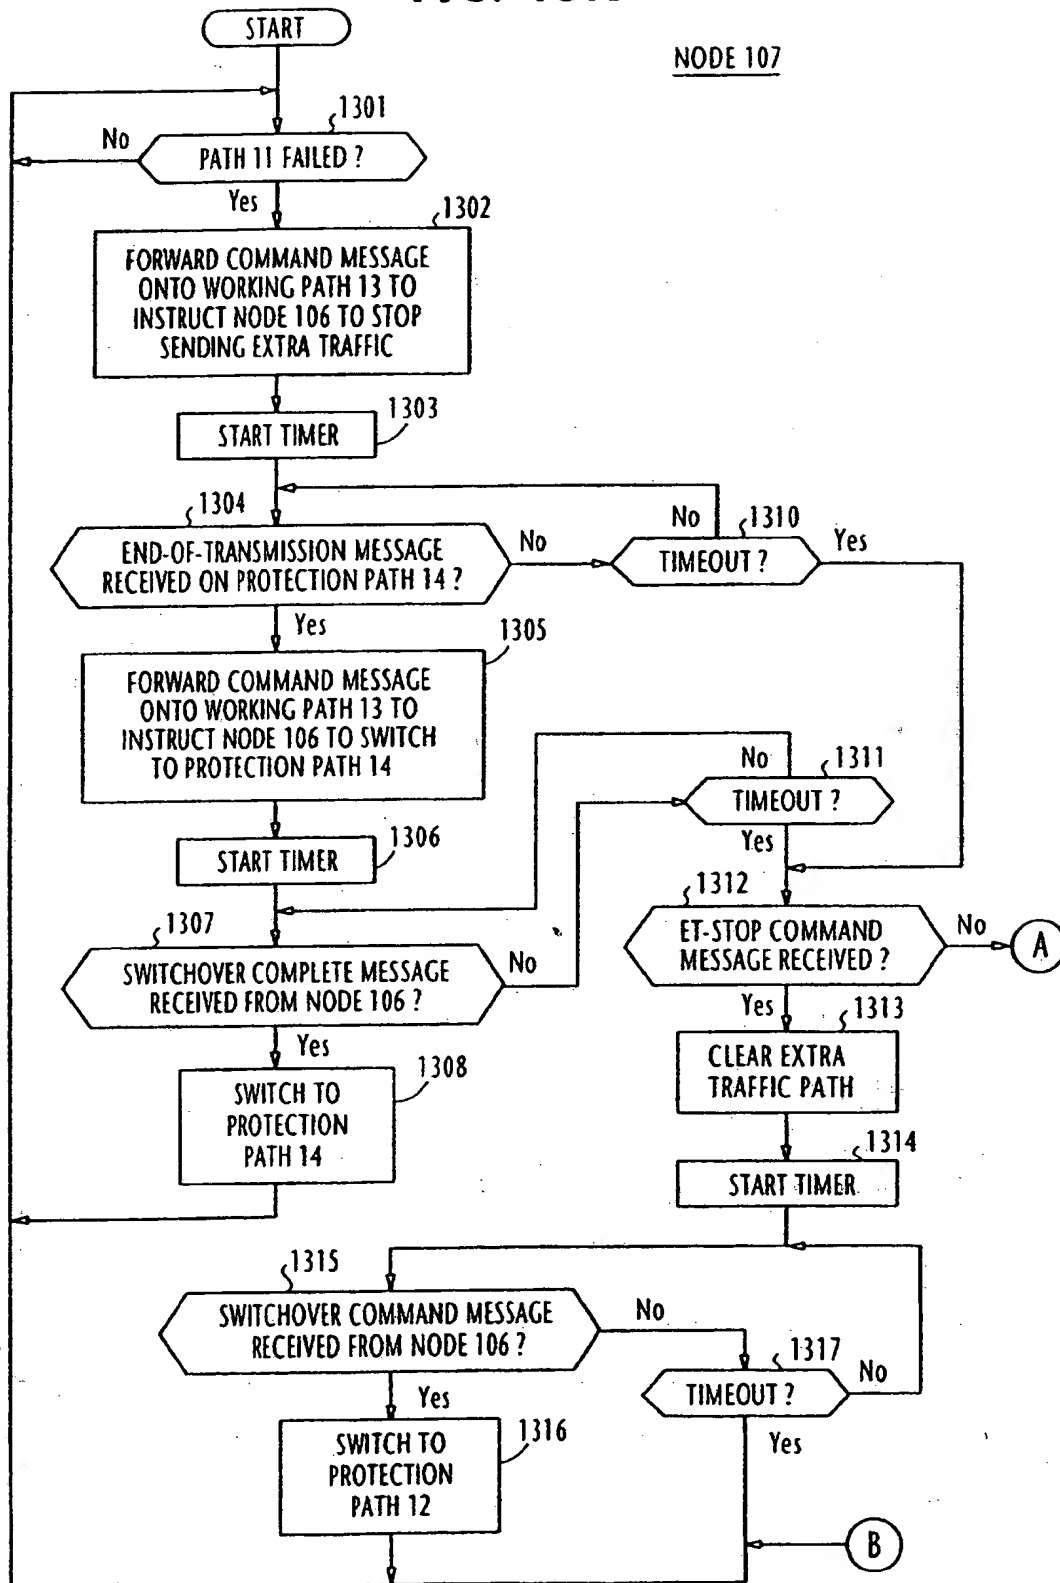 START
NODE 107
1301
No
PATH 11 FAILED ?
Yes
1302
FORWARD COMMAND MESSAGE
ONTO WORKING PATH 13 TO
INSTRUCT NODE 106 TO STOP
SENDING EXTRA TRAFFIC
1303
START TIMER
1304
END-OF-TRANSMISSION MESSAGE
RECEIVED ON PROTECTION PATH 14 ?
No
No
1310
TIMEOUT ?
Yes
Yes
1305
FORWARD COMMAND MESSAGE
ONTO WORKING PATH 13 TO
INSTRUCT NODE 106 TO SWITCH
TO PROTECTION PATH 14
No
1311
TIMEOUT ?
Yes
1306
START TIMER
1312
ET-STOP COMMAND
MESSAGE RECEIVED ?
No
A
1307
SWITCHOVER COMPLETE MESSAGE
RECEIVED FROM NODE 106 ?
No
Yes
1308
SWITCH TO
PROTECTION
PATH 14
Yes
1313
CLEAR EXTRA
TRAFFIC PATH
1314
START TIMER
1315
SWITCHOVER COMMAND MESSAGE
RECEIVED FROM NODE 106 ?
No
1317
TIMEOUT ?
No
Yes
Yes
1316
SWITCH TO
PROTECTION
PATH 12
B